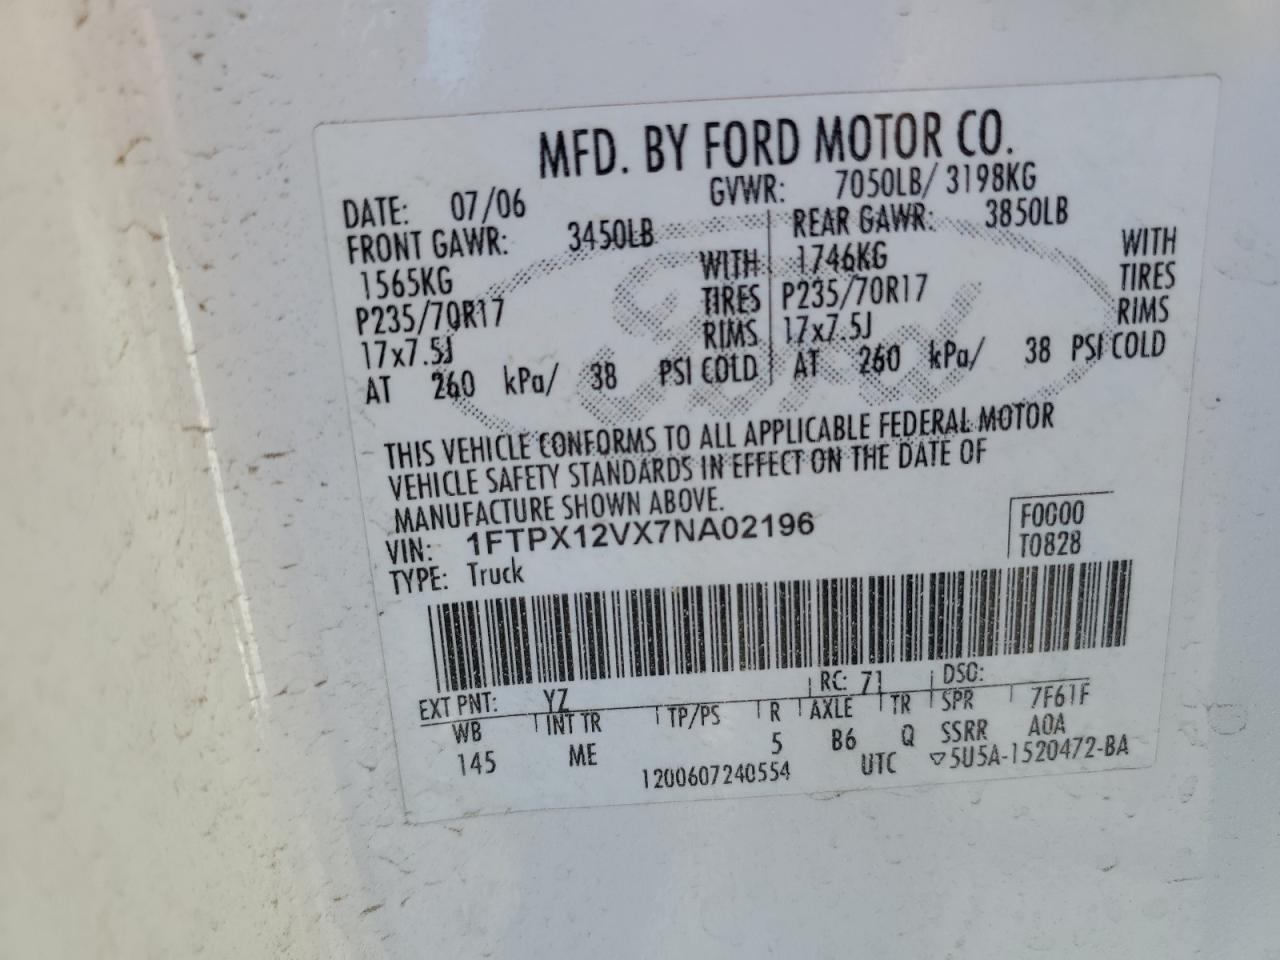 MFD. BY FORD MOTOR CO.
DATE: 07/06 GVWR: 7050LB/ 3198KG
FRONT GAWR: 3450LB REAR GAWR: 3850LB
1565KG WITH 1746KG WITH
P235/70R17 TIRES P235/70R17 TIRES
17x7.5J RIMS 17x7.5J RIMS
AT 260 kPa/ 38 PSI COLD AT 260 kPa/ 38 PSI COLD
Ford
THIS VEHICLE CONFORMS TO ALL APPLICABLE FEDERAL MOTOR
VEHICLE SAFETY STANDARDS IN EFFECT ON THE DATE OF
MANUFACTURE SHOWN ABOVE.
VIN: 1FTPX12VX7NA02196 F0000
TYPE: Truck T0828
EXT PNT: YZ RC: 71 DSO:
WB INT TR TP/PS R AXLE TR SPR 7F61F
145 ME 5 B6 Q SSRR A0A
1200607240554 UTC ▽5U5A-1520472-BA